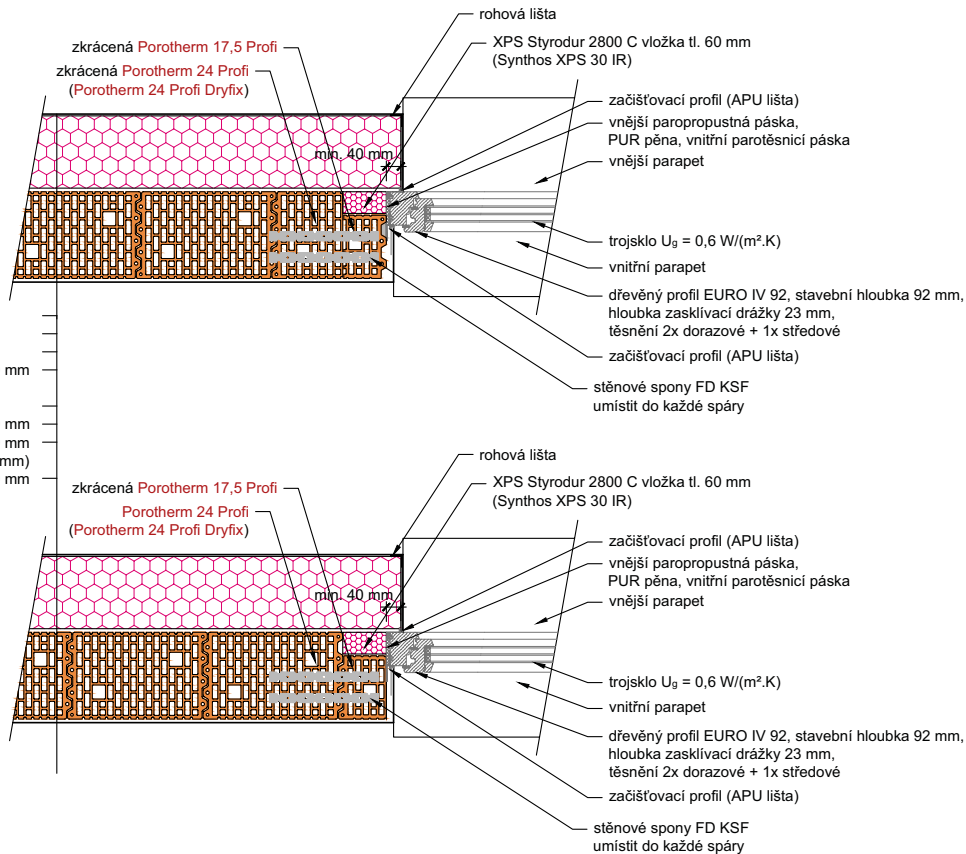 rohová lišta
zkrácená Porotherm 17,5 Profi
XPS Styrodur 2800 C vložka tl. 60 mm
(Synthos XPS 30 IR)
zkrácená Porotherm 24 Profi
(Porotherm 24 Profi Dryfix)
začišťovací profil (APU lišta)
vnější paropropustná páska,
PUR pěna, vnitřní parotěsnicí páska
min. 40 mm
vnější parapet
trojsklo Ug = 0,6 W/(m².K)
vnitřní parapet
dřevěný profil EURO IV 92, stavební hloubka 92 mm,
hloubka zasklívací drážky 23 mm,
těsnění 2x dorazové + 1x středové
začišťovací profil (APU lišta)
mm
stěnové spony FD KSF
umístit do každé spáry
mm
mm
mm)
mm
rohová lišta
zkrácená Porotherm 17,5 Profi
XPS Styrodur 2800 C vložka tl. 60 mm
(Synthos XPS 30 IR)
Porotherm 24 Profi
(Porotherm 24 Profi Dryfix)
začišťovací profil (APU lišta)
vnější paropropustná páska,
PUR pěna, vnitřní parotěsnicí páska
min. 40 mm
vnější parapet
trojsklo Ug = 0,6 W/(m².K)
vnitřní parapet
dřevěný profil EURO IV 92, stavební hloubka 92 mm,
hloubka zasklívací drážky 23 mm,
těsnění 2x dorazové + 1x středové
začišťovací profil (APU lišta)
stěnové spony FD KSF
umístit do každé spáry